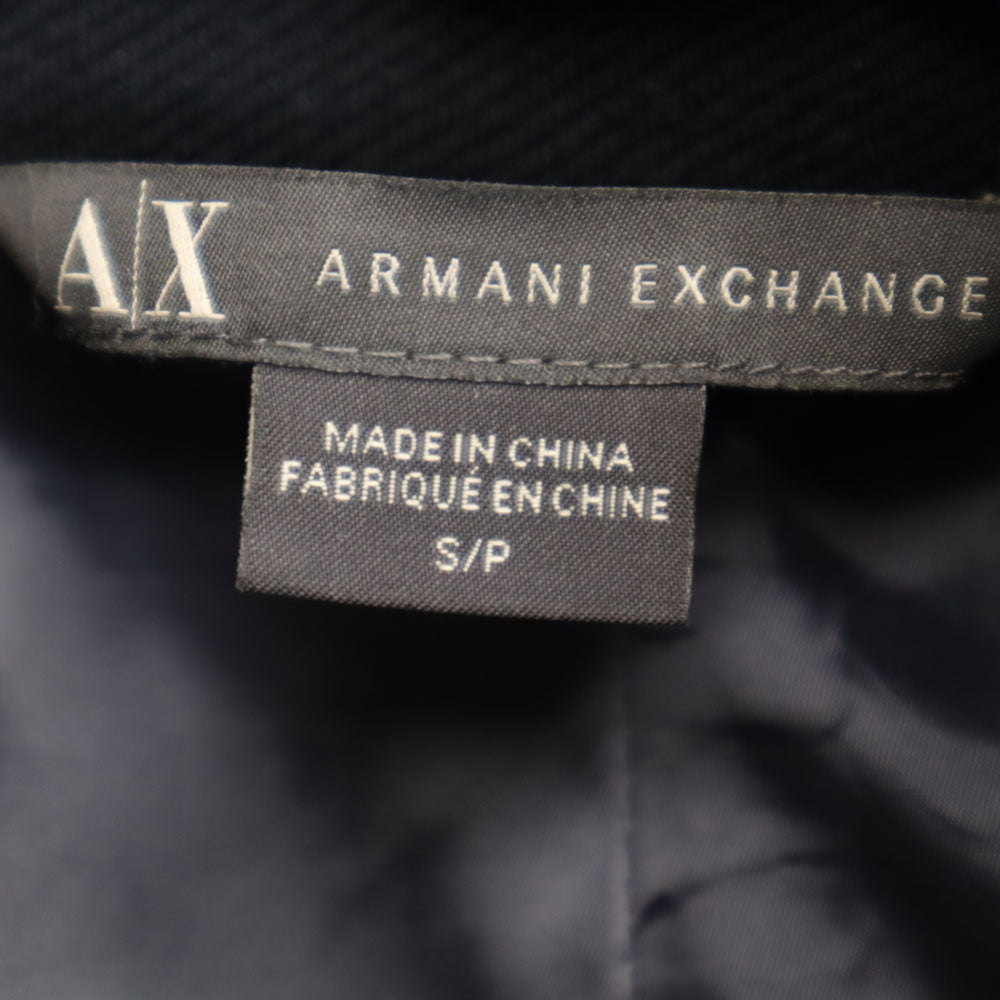 A|X ARMANI EXCHANGE
MADE IN CHINA
FABRIQUÉ EN CHINE
S/P